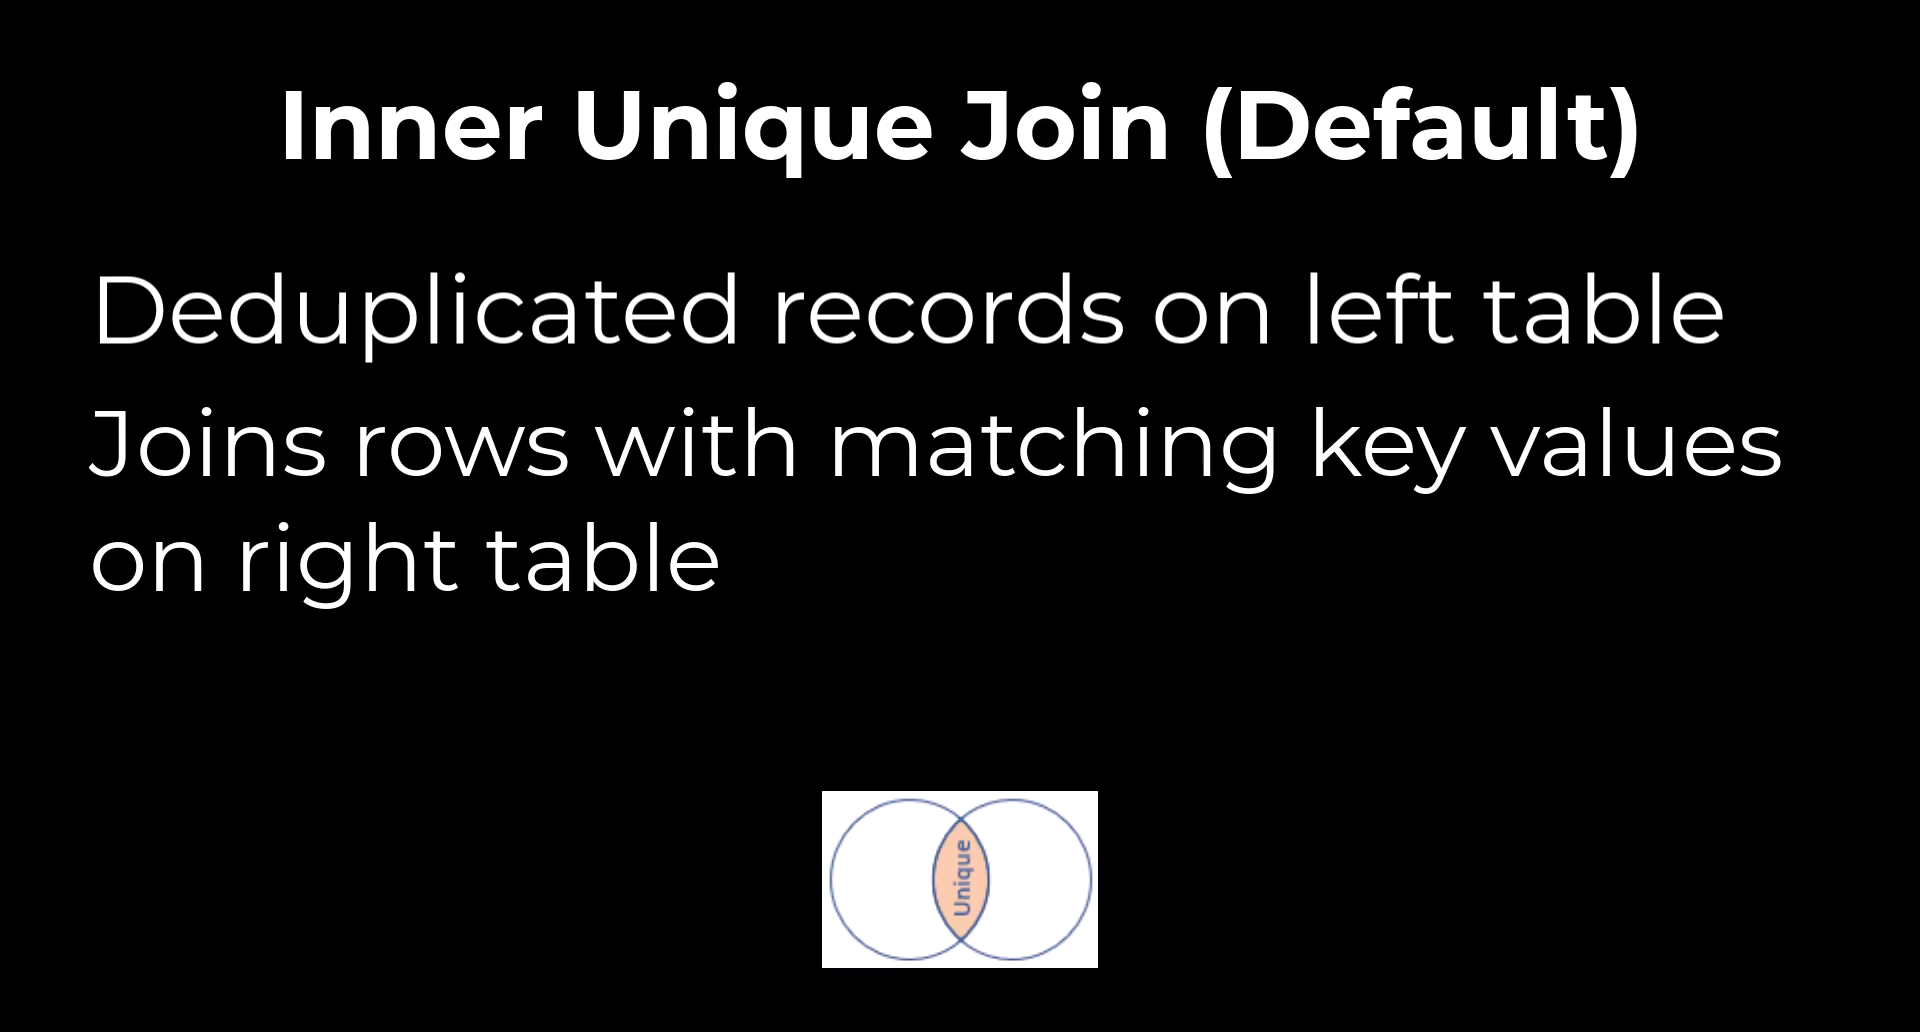 Inner Unique Join (Default)
Deduplicated records on left table
Joins rows with matching key values
on right table
Unique